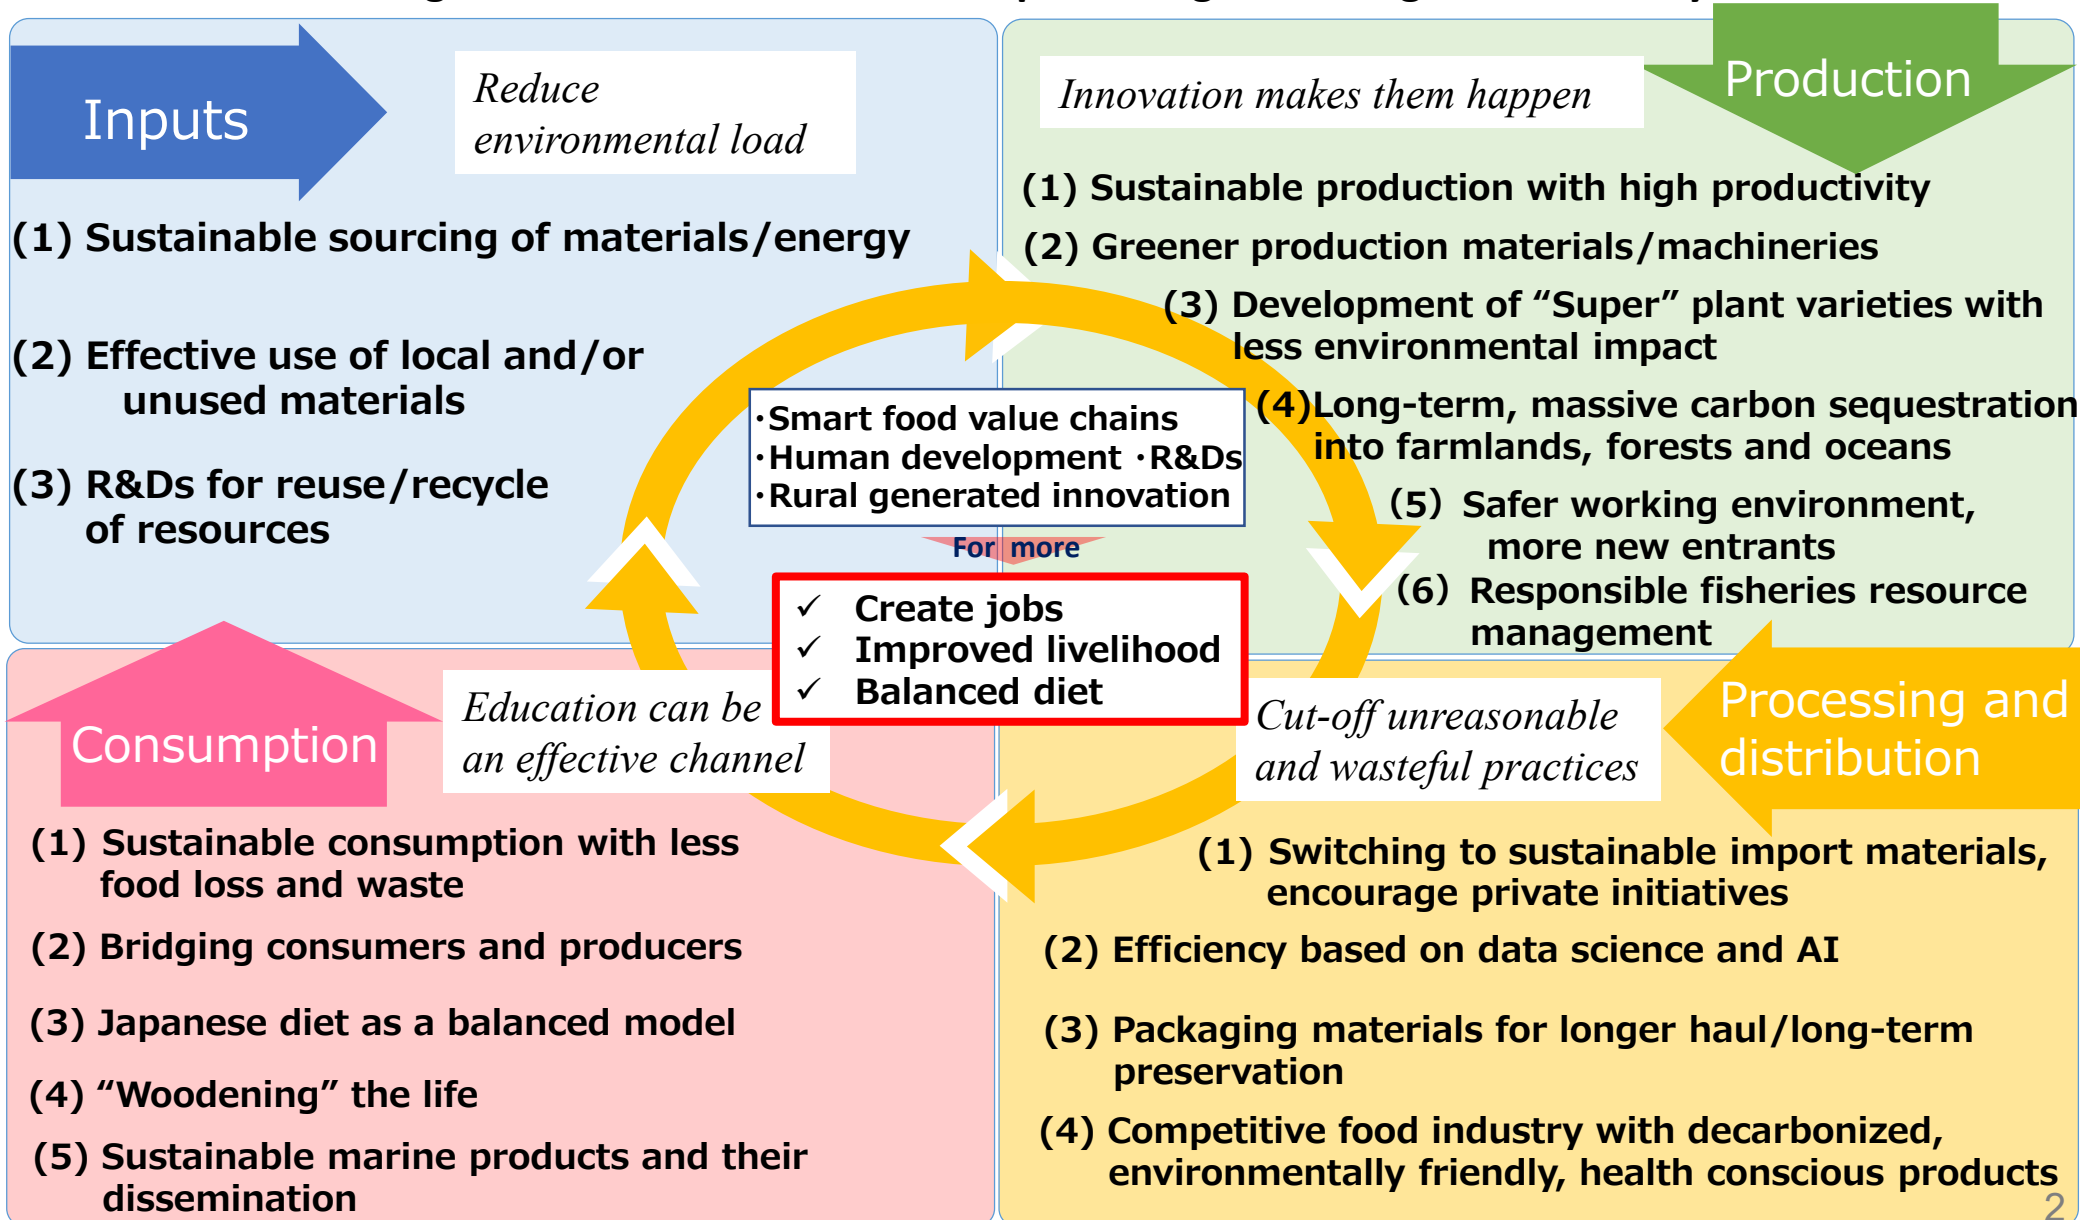 Inputs
Reduce
environmental load
(1) Sustainable sourcing of materials/energy
(2) Effective use of local and/or
unused materials
(3) R&Ds for reuse/recycle
of resources
Innovation makes them happen
Production
(1) Sustainable production with high productivity
(2) Greener production materials/machineries
(3) Development of “Super” plant varieties with
less environmental impact
(4)Long-term, massive carbon sequestration
into farmlands, forests and oceans
(5) Safer working environment,
more new entrants
(6) Responsible fisheries resource
management
・Smart food value chains
・Human development ・R&Ds
・Rural generated innovation
For more
✓ Create jobs
✓ Improved livelihood
✓ Balanced diet
Consumption
Education can be
an effective channel
(1) Sustainable consumption with less
food loss and waste
(2) Bridging consumers and producers
(3) Japanese diet as a balanced model
(4) “Woodening” the life
(5) Sustainable marine products and their
dissemination
Cut-off unreasonable
and wasteful practices
Processing and
distribution
(1) Switching to sustainable import materials,
encourage private initiatives
(2) Efficiency based on data science and AI
(3) Packaging materials for longer haul/long-term
preservation
(4) Competitive food industry with decarbonized,
environmentally friendly, health conscious products
2